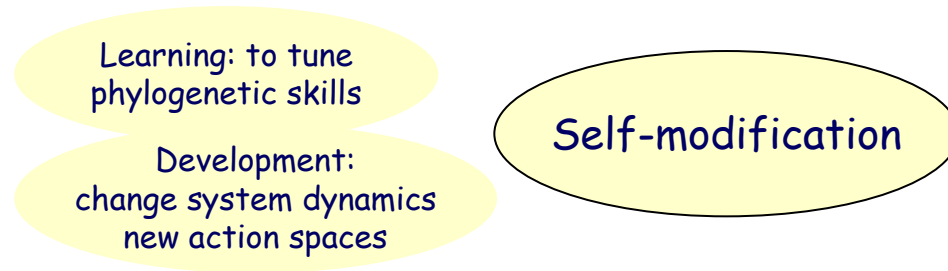 Learning: to tune
phylogenetic skills
Development:
change system dynamics
new action spaces
Self-modification